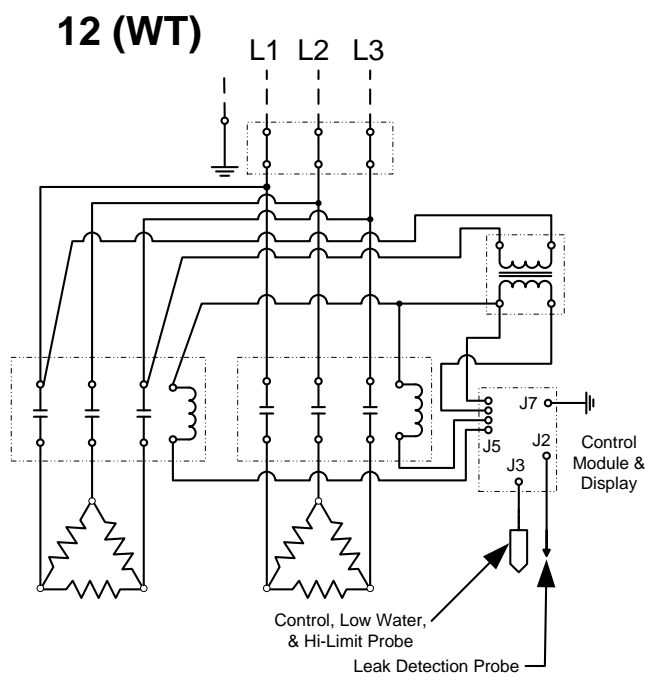 12 (WT)
L1 L2 L3
J7
J5
J2
J3
Control
Module &
Display
Control, Low Water,
& Hi-Limit Probe
Leak Detection Probe